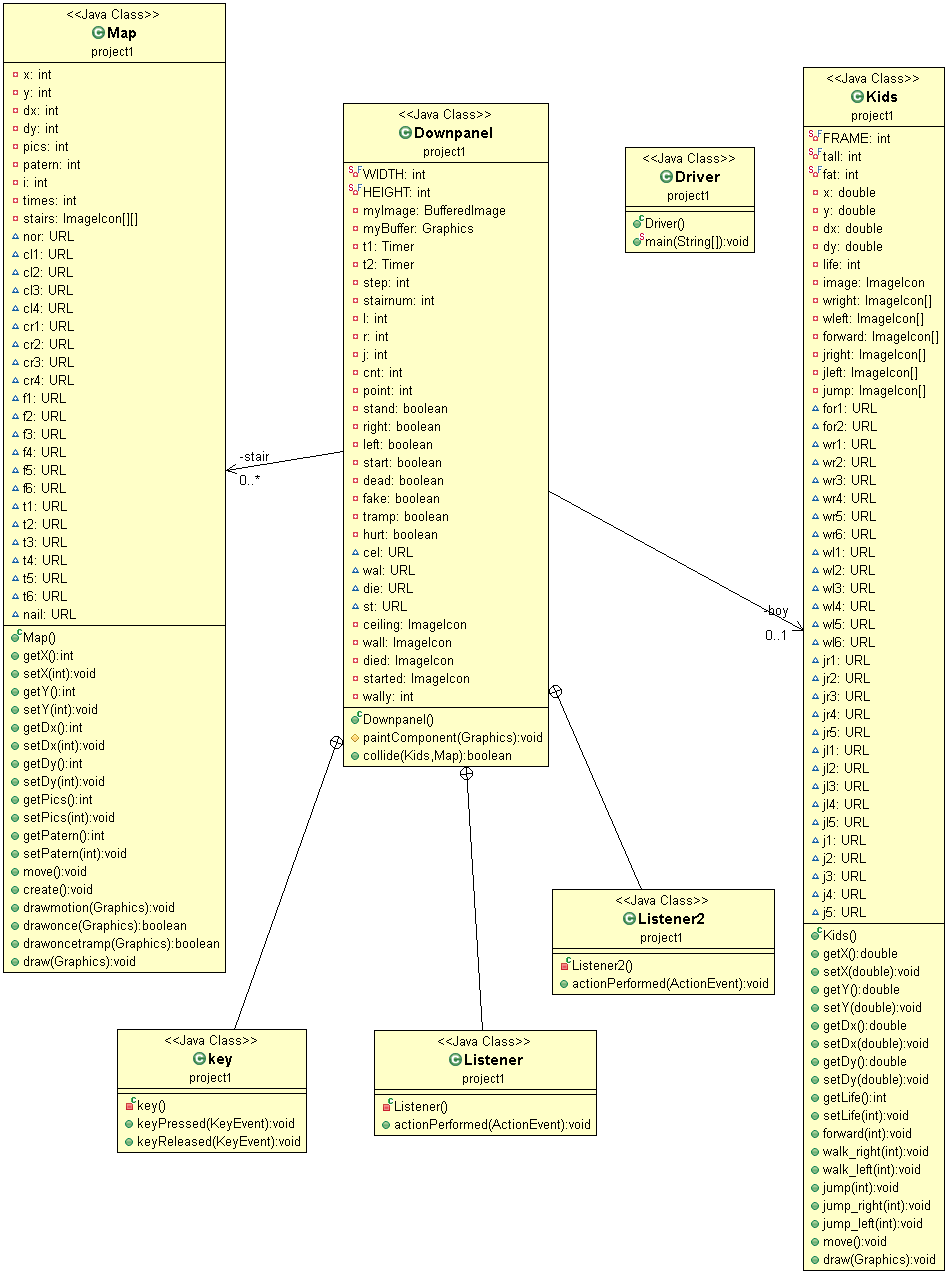 <<Java Class>>
Map
project1
x: int
y: int
dx: int
dy: int
pics: int
patern: int
i: int
times: int
stairs: ImageIcon[][]
nor: URL
cl1: URL
cl2: URL
cl3: URL
cl4: URL
cr1: URL
cr2: URL
cr3: URL
cr4: URL
f1: URL
f2: URL
f3: URL
f4: URL
f5: URL
f6: URL
t1: URL
t2: URL
t3: URL
t4: URL
t5: URL
t6: URL
nail: URL
Map()
getX():int
setX(int):void
getY():int
setY(int):void
getDx():int
setDx(int):void
getDy():int
setDy(int):void
getPics():int
setPics(int):void
getPatern():int
setPatern(int):void
move():void
create():void
drawmotion(Graphics):void
drawonce(Graphics):boolean
drawoncetramp(Graphics):boolean
draw(Graphics):void
-stair
0..*
<<Java Class>>
Downpanel
project1
WIDTH: int
HEIGHT: int
myImage: BufferedImage
myBuffer: Graphics
t1: Timer
t2: Timer
step: int
stairnum: int
l: int
r: int
j: int
cnt: int
point: int
stand: boolean
right: boolean
left: boolean
start: boolean
dead: boolean
fake: boolean
tramp: boolean
hurt: boolean
cel: URL
wal: URL
die: URL
st: URL
ceiling: ImageIcon
wall: ImageIcon
died: ImageIcon
started: ImageIcon
wally: int
Downpanel()
paintComponent(Graphics):void
collide(Kids,Map):boolean
<<Java Class>>
Driver
project1
Driver()
main(String[]):void
-boy
0..1
<<Java Class>>
Kids
project1
FRAME: int
tall: int
fat: int
x: double
y: double
dx: double
dy: double
life: int
image: ImageIcon
wright: ImageIcon[]
wleft: ImageIcon[]
forward: ImageIcon[]
jright: ImageIcon[]
jleft: ImageIcon[]
jump: ImageIcon[]
for1: URL
for2: URL
wr1: URL
wr2: URL
wr3: URL
wr4: URL
wr5: URL
wr6: URL
wl1: URL
wl2: URL
wl3: URL
wl4: URL
wl5: URL
wl6: URL
jr1: URL
jr2: URL
jr3: URL
jr4: URL
jr5: URL
jl1: URL
jl2: URL
jl3: URL
jl4: URL
jl5: URL
j1: URL
j2: URL
j3: URL
j4: URL
j5: URL
Kids()
getX():double
setX(double):void
getY():double
setY(double):void
getDx():double
setDx(double):void
getDy():double
setDy(double):void
getLife():int
setLife(int):void
forward(int):void
walk_right(int):void
walk_left(int):void
jump(int):void
jump_right(int):void
jump_left(int):void
move():void
draw(Graphics):void
<<Java Class>>
Listener2
project1
Listener2()
actionPerformed(ActionEvent):void
<<Java Class>>
key
project1
key()
keyPressed(KeyEvent):void
keyReleased(KeyEvent):void
<<Java Class>>
Listener
project1
Listener()
actionPerformed(ActionEvent):void